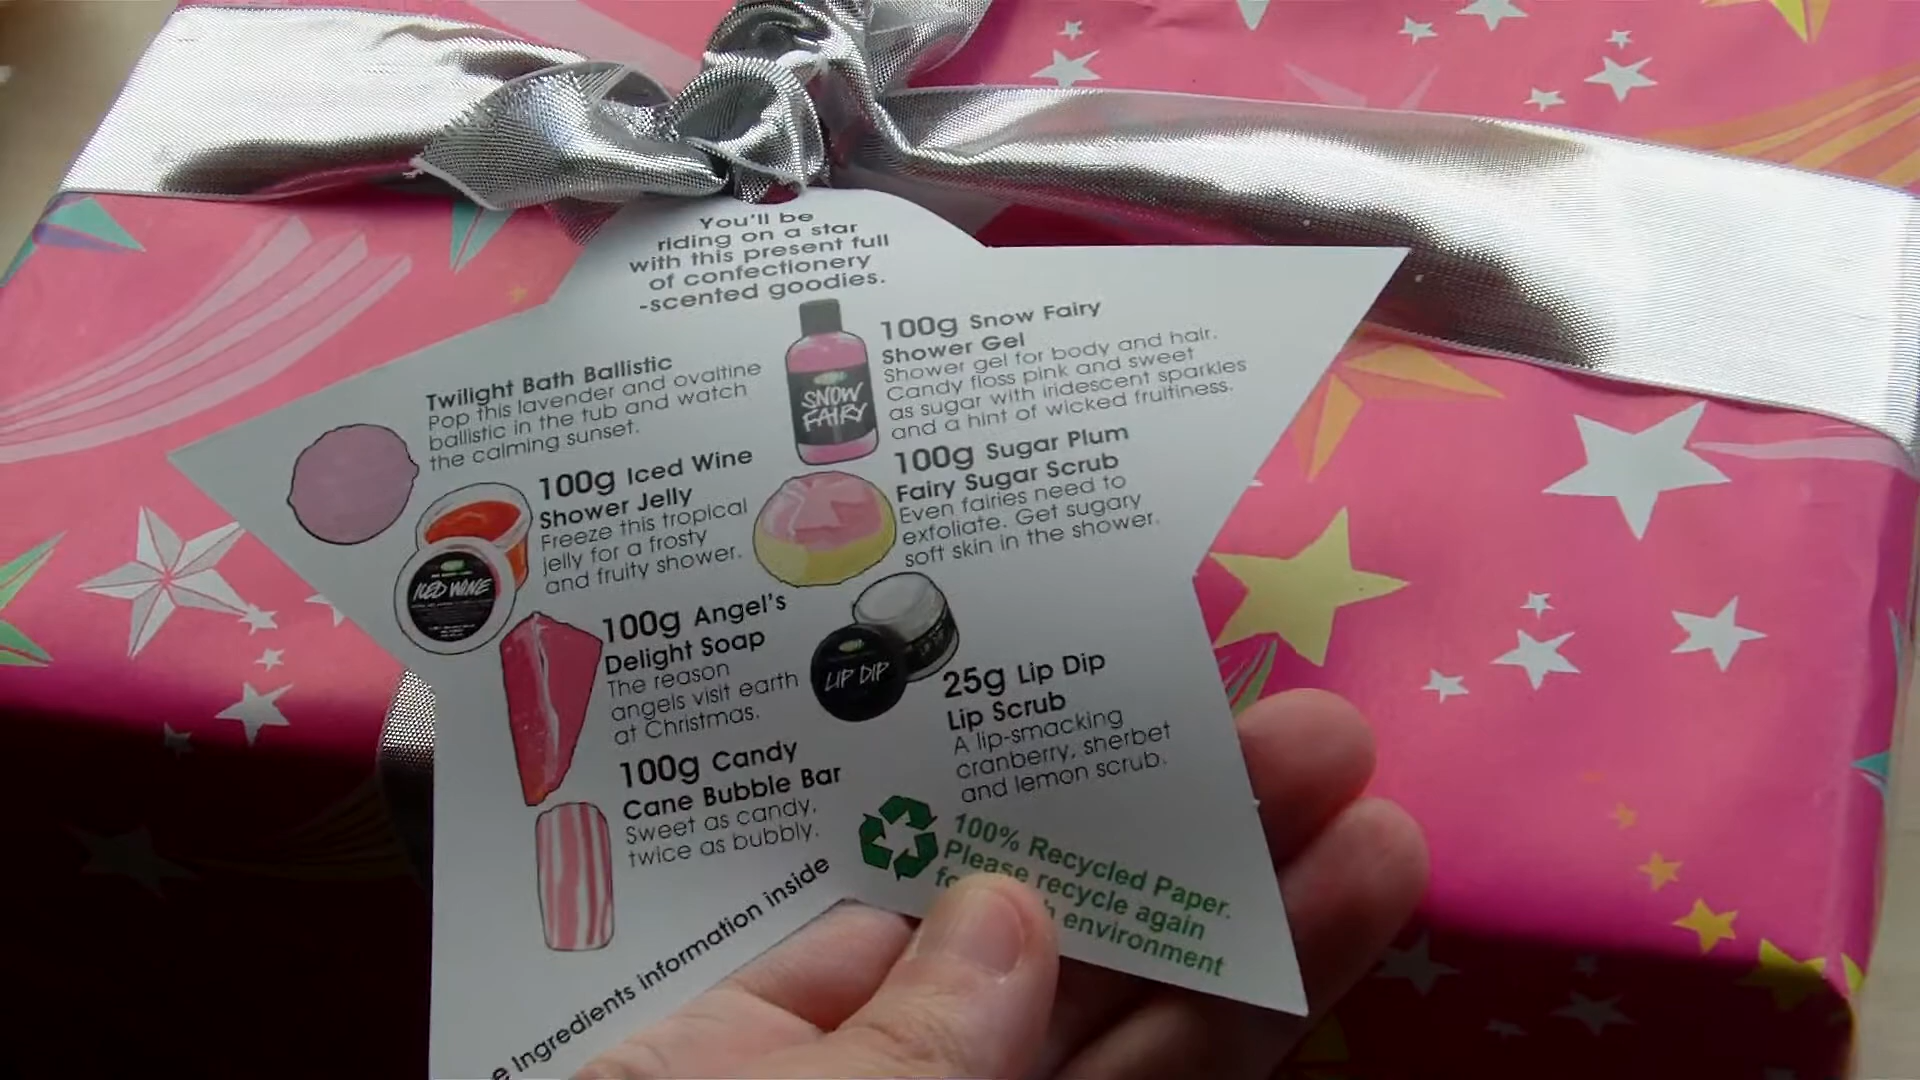 You'll be
riding on a star
with this present full
of confectionery
-scented goodies.
Twilight Bath Ballistic
Pop this lavender and ovaltine
ballistic in the tub and watch
the calming sunset.
100g Iced Wine
Shower Jelly
Freeze this tropical
jelly for a frosty
and fruity shower.
ICED WINE
100g Angel's
Delight Soap
The reason
angels visit earth
at Christmas.
100g Candy
Cane Bubble Bar
Sweet as candy,
twice as bubbly.
100g Snow Fairy
Shower Gel
Shower gel for body and hair.
Candy floss pink and sweet
as sugar with iridescent sparkles
and a hint of wicked fruitiness.
SNOW
FAIRY
100g Sugar Plum
Fairy Sugar Scrub
Even fairies need to
exfoliate. Get sugary
soft skin in the shower.
LIP DIP
25g Lip Dip
Lip Scrub
A lip-smacking
cranberry, sherbet
and lemon scrub.
100% Recycled Paper.
Please recycle again
environment
Ingredients information inside